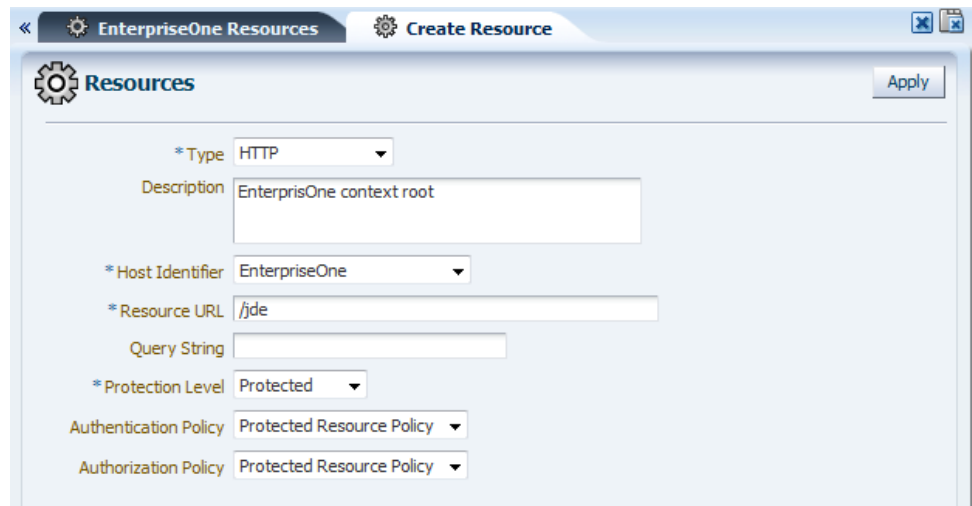 « EnterpriseOne Resources Create Resource
Resources Apply
* Type HTTP
Description EnterprisOne context root
* Host Identifier EnterpriseOne
* Resource URL /jde
Query String
* Protection Level Protected
Authentication Policy Protected Resource Policy
Authorization Policy Protected Resource Policy